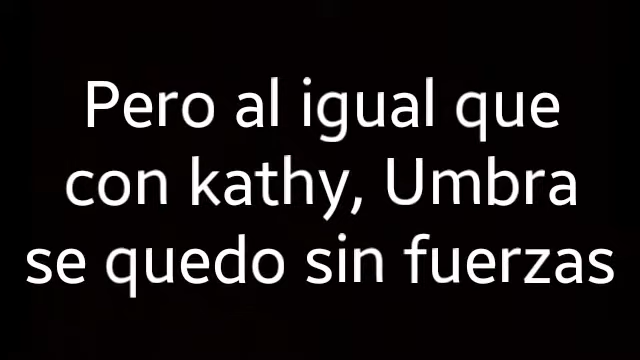 Pero al igual que
con kathy, Umbra
se quedo sin fuerzas